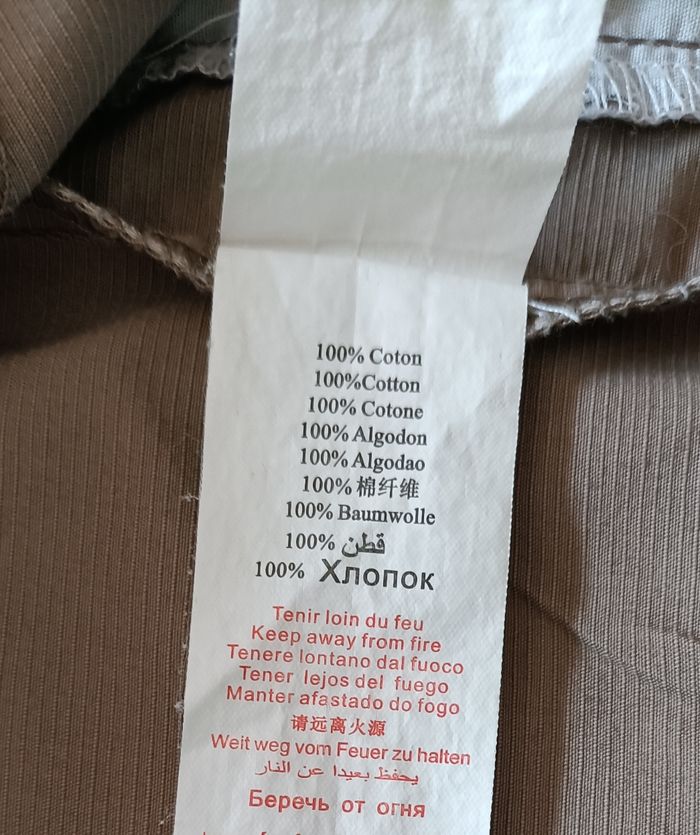 100% Coton
100%Cotton
100% Cotone
100% Algodon
100% Algodao
100% 棉纤维
100% Baumwolle
100% قطن
100% Хлопок
Tenir loin du feu
Keep away from fire
Tenere lontano dal fuoco
Tener lejos del fuego
Manter afastado do fogo
请远离火源
Weit weg vom Feuer zu halten
يحفظ بعيدا عن النار
Беречь от огня